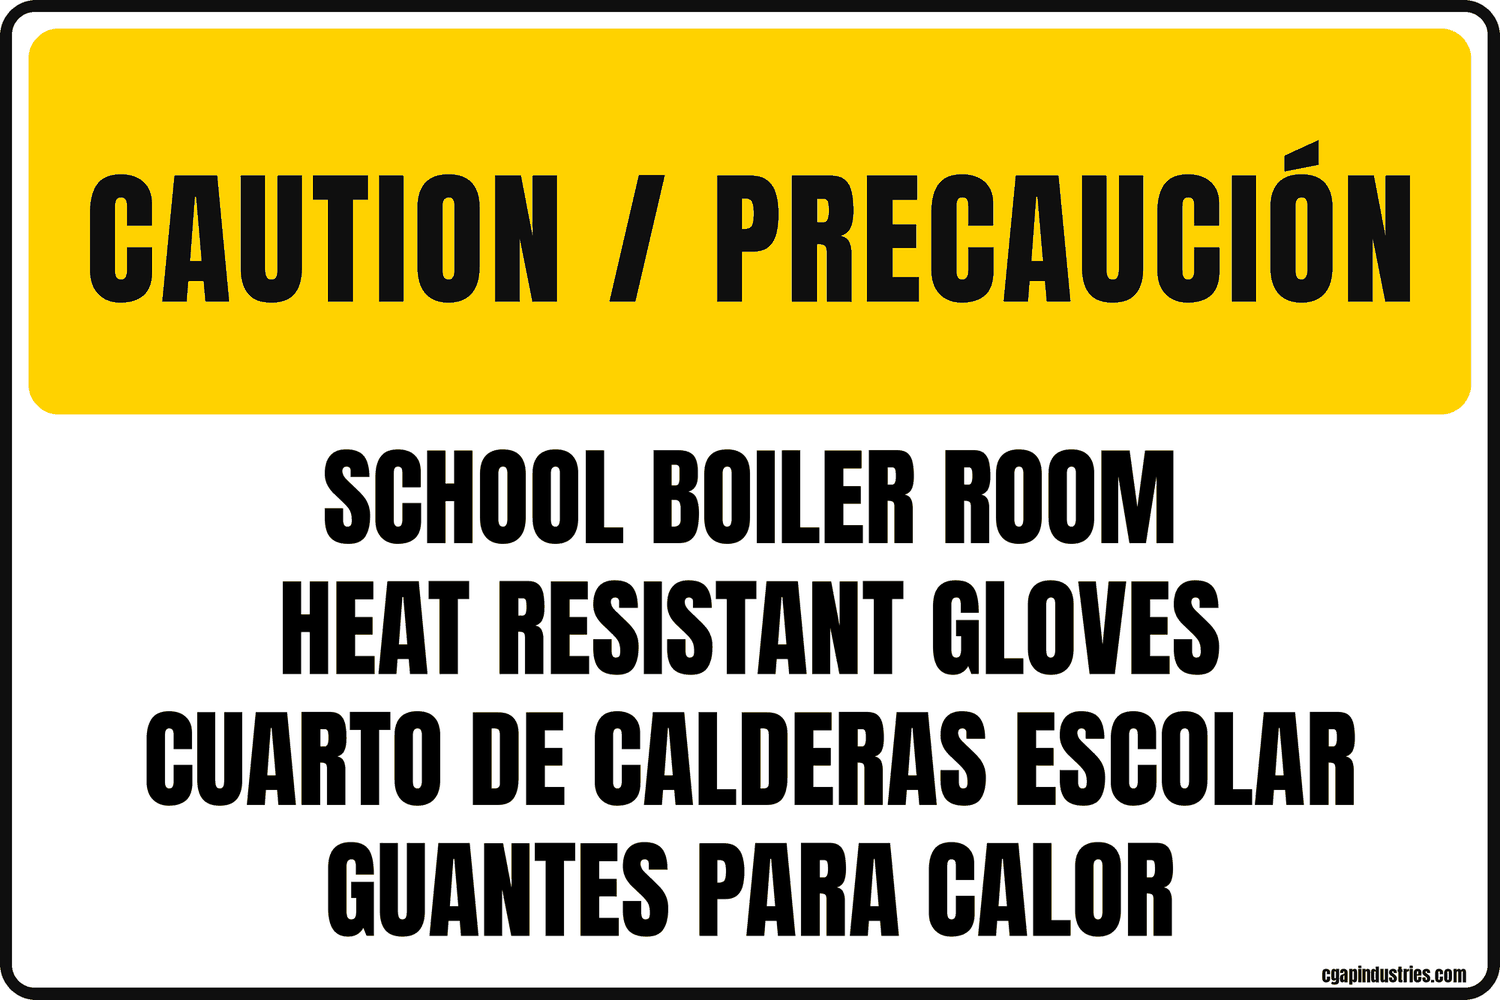 CAUTION / PRECAUCIÓN
SCHOOL BOILER ROOM
HEAT RESISTANT GLOVES
CUARTO DE CALDERAS ESCOLAR
GUANTES PARA CALOR
cgapindustries.com